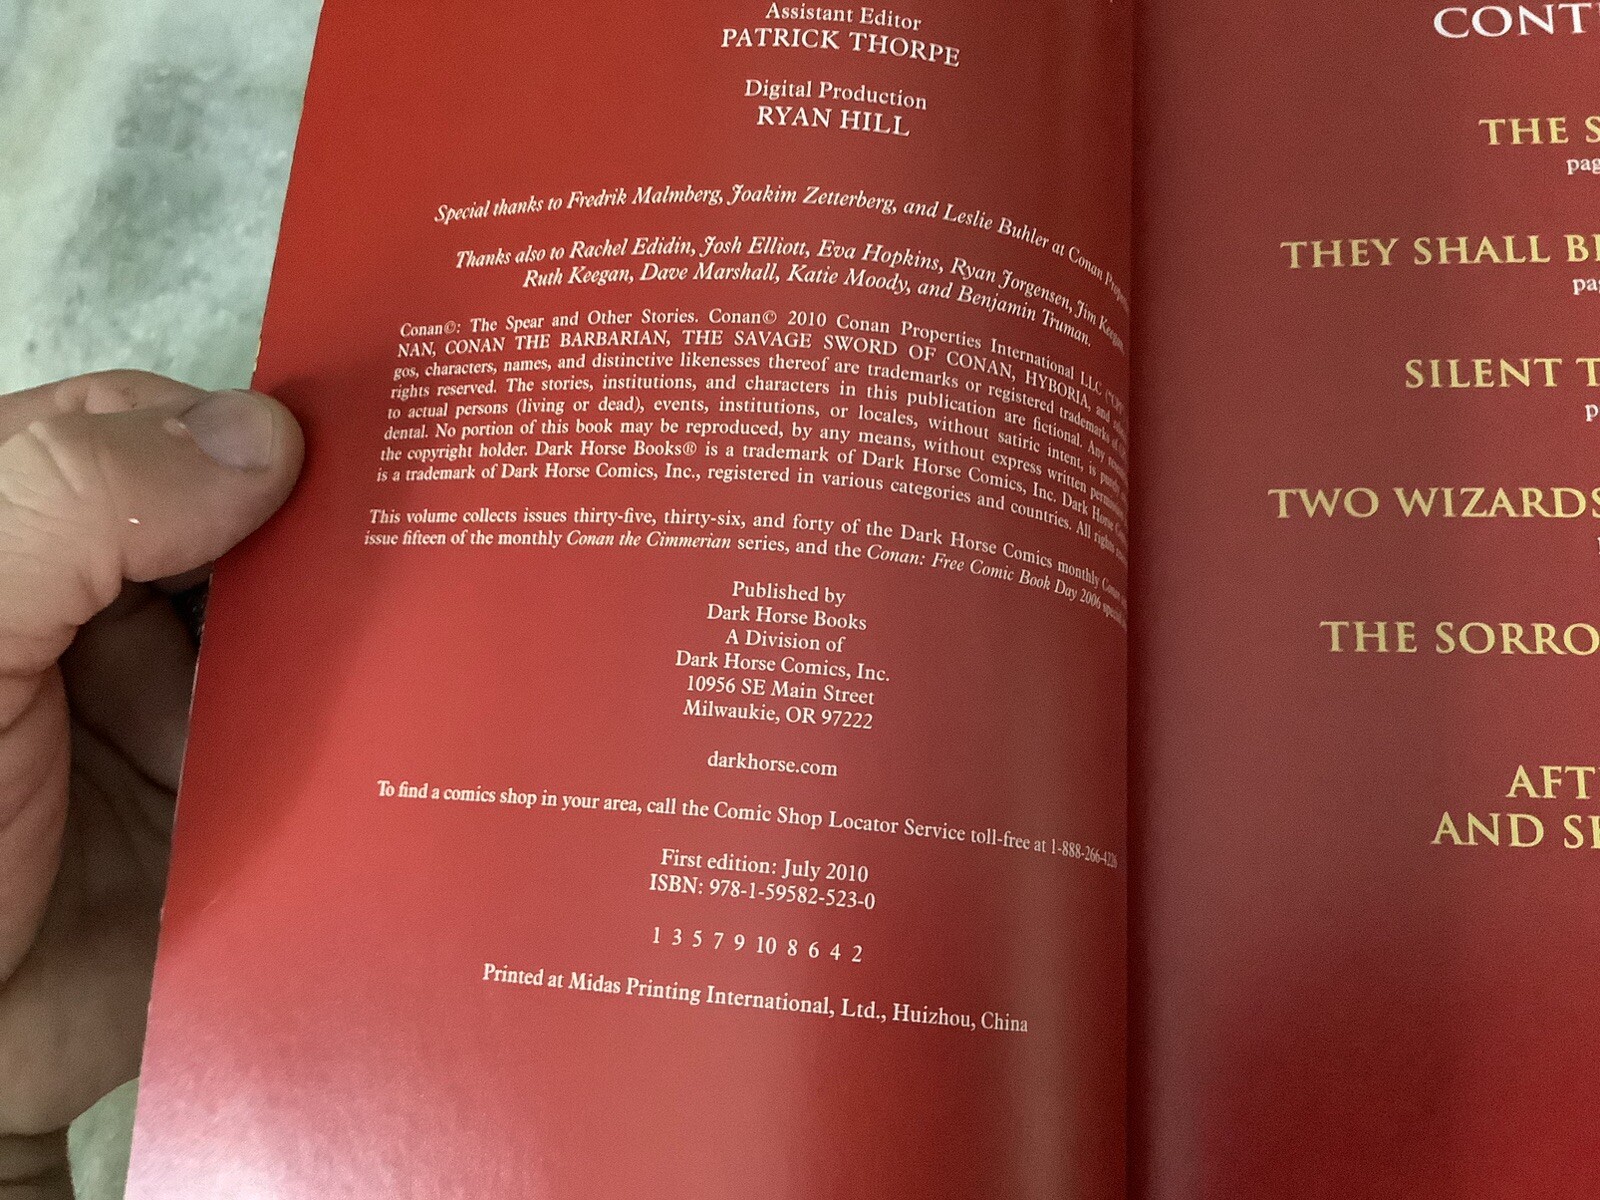 Assistant Editor
PATRICK THORPE
Digital Production
RYAN HILL
Special thanks to Fredrik Malmberg, Joakim Zetterberg, and Leslie Buhler at Conan
Thanks also to Rachel Edidin, Josh Elliott, Eva Hopkins, Ryan Jorgensen, Jim
Ruth Keegan, Dave Marshall, Katie Moody, and Benjamin Truman.
Conan©: The Spear and Other Stories. Conan© 2010 Conan Properties International LLC
NAN, CONAN THE BARBARIAN, THE SAVAGE SWORD OF CONAN, HYBORIA, and
gos, characters, names, and distinctive likenesses thereof are trademarks or registered trademarks
rights reserved. The stories, institutions, and characters in this publication are fictional. Any
to actual persons (living or dead), events, institutions, or locales, without satiric intent, is
dental. No portion of this book may be reproduced, by any means, without express written
the copyright holder. Dark Horse Books® is a trademark of Dark Horse Comics, Inc. Dark Horse
is a trademark of Dark Horse Comics, Inc., registered in various categories and countries. All rights
This volume collects issues thirty-five, thirty-six, and forty of the Dark Horse Comics monthly Conan
issue fifteen of the monthly Conan the Cimmerian series, and the Conan: Free Comic Book Day 2006
Published by
Dark Horse Books
A Division of
Dark Horse Comics, Inc.
10956 SE Main Street
Milwaukie, OR 97222
darkhorse.com
To find a comics shop in your area, call the Comic Shop Locator Service toll-free at 1-888-266-4226
First edition: July 2010
ISBN: 978-1-59582-523-0
1 3 5 7 9 10 8 6 4 2
Printed at Midas Printing International, Ltd., Huizhou, China
CONT
THE S
pag
THEY SHALL BE
pa
SILENT T
p
TWO WIZARDS
THE SORRO
AFT
AND SK